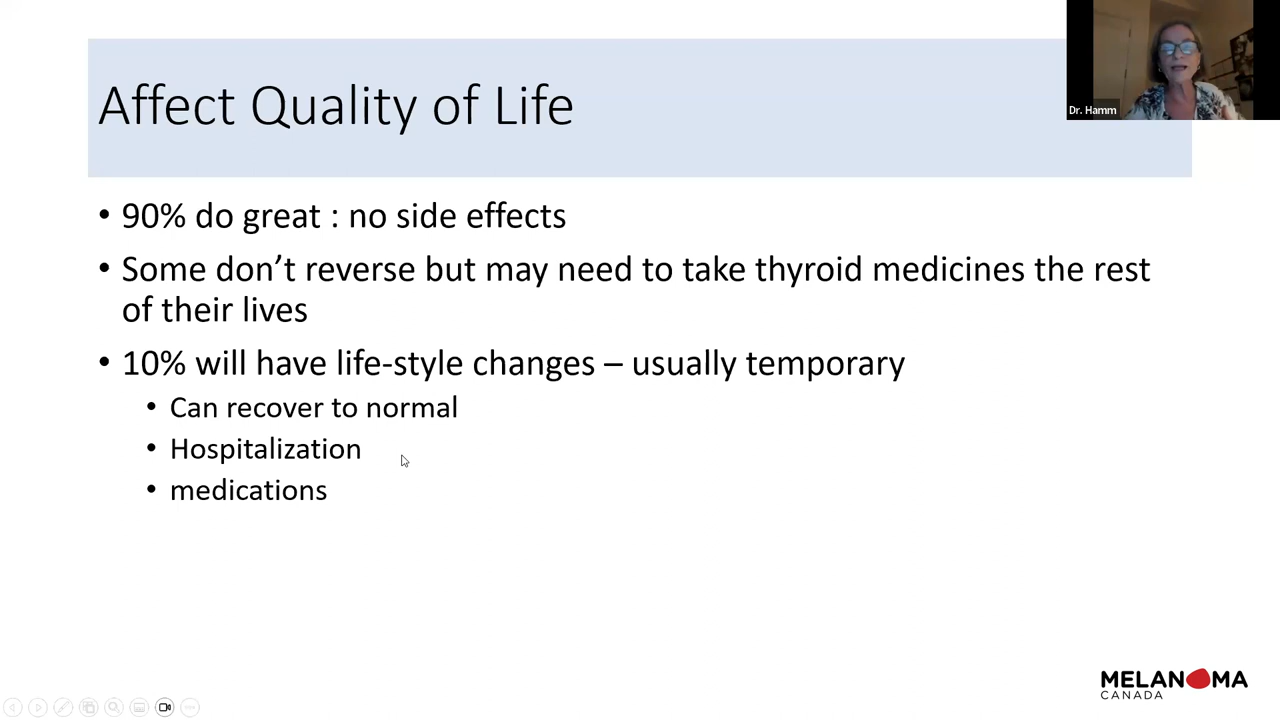 Affect Quality of Life
Dr. Hamm
• 90% do great : no side effects
• Some don’t reverse but may need to take thyroid medicines the rest
of their lives
• 10% will have life-style changes – usually temporary
• Can recover to normal
• Hospitalization
• medications
MELANOMA
CANADA